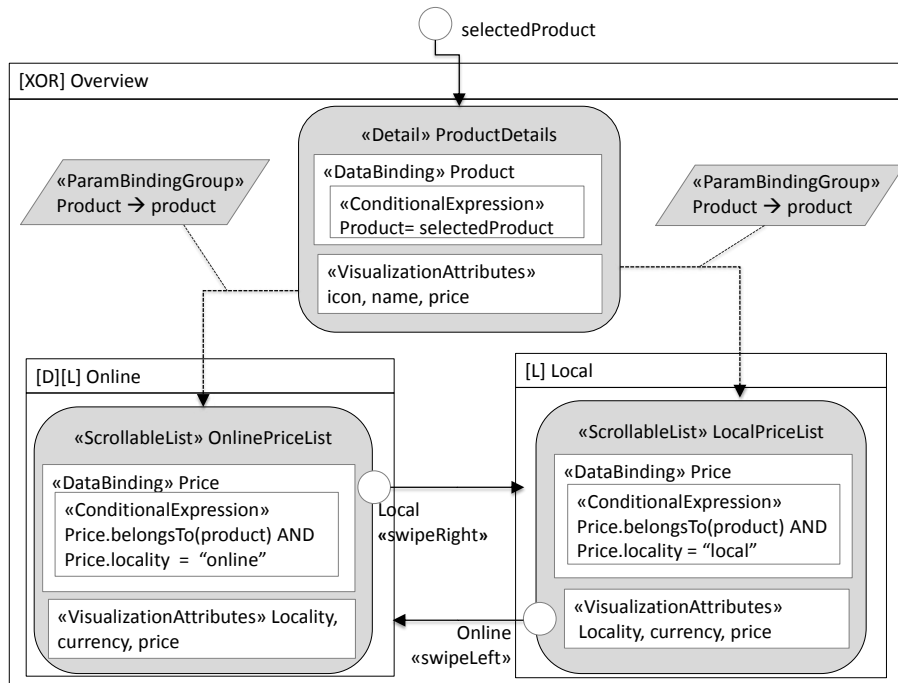 selectedProduct
[XOR] Overview
«Detail» ProductDetails
«DataBinding» Product
«ConditionalExpression»
Product= selectedProduct
«VisualizationAttributes»
icon, name, price
«ParamBindingGroup»
Product → product
«ParamBindingGroup»
Product → product
[D][L] Online
«ScrollableList» OnlinePriceList
«DataBinding» Price
«ConditionalExpression»
Price.belongsTo(product) AND
Price.locality = “online”
«VisualizationAttributes» Locality,
currency, price
Local
«swipeRight»
[L] Local
«ScrollableList» LocalPriceList
«DataBinding» Price
«ConditionalExpression»
Price.belongsTo(product) AND
Price.locality = “local”
«VisualizationAttributes»
Locality, currency, price
Online
«swipeLeft»